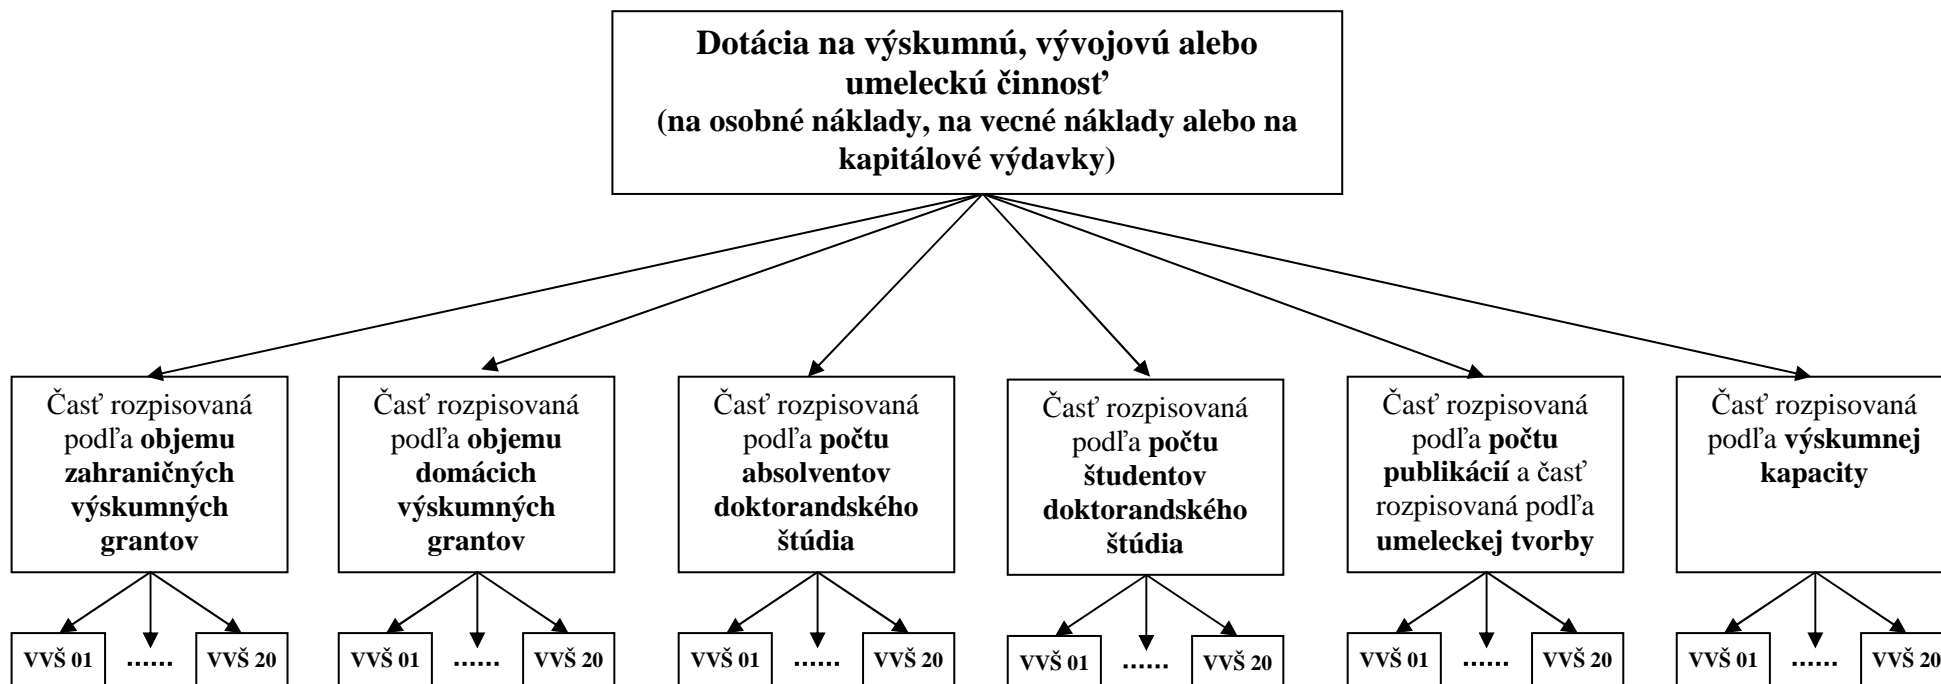 Dotácia na výskumnú, vývojovú alebo
umeleckú činnosť
(na osobné náklady, na vecné náklady alebo na
kapitálové výdavky)
Časť rozpisovaná
podľa objemu
zahraničných
výskumných
grantov
Časť rozpisovaná
podľa objemu
domácich
výskumných
grantov
Časť rozpisovaná
podľa počtu
absolventov
doktorandského
štúdia
Časť rozpisovaná
podľa počtu
študentov
doktorandského
štúdia
Časť rozpisovaná
podľa počtu
publikácií a časť
rozpisovaná podľa
umeleckej tvorby
Časť rozpisovaná
podľa výskumnej
kapacity
VVŠ 01 ...... VVŠ 20
VVŠ 01 ...... VVŠ 20
VVŠ 01 ...... VVŠ 20
VVŠ 01 ...... VVŠ 20
VVŠ 01 ...... VVŠ 20
VVŠ 01 ...... VVŠ 20